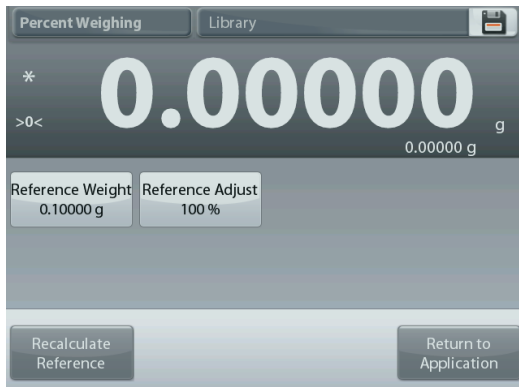 Percent Weighing
Library
*
0.00000 g
>0<
0.00000 g
Reference Weight
0.10000 g
Reference Adjust
100 %
Recalculate
Reference
Return to
Application